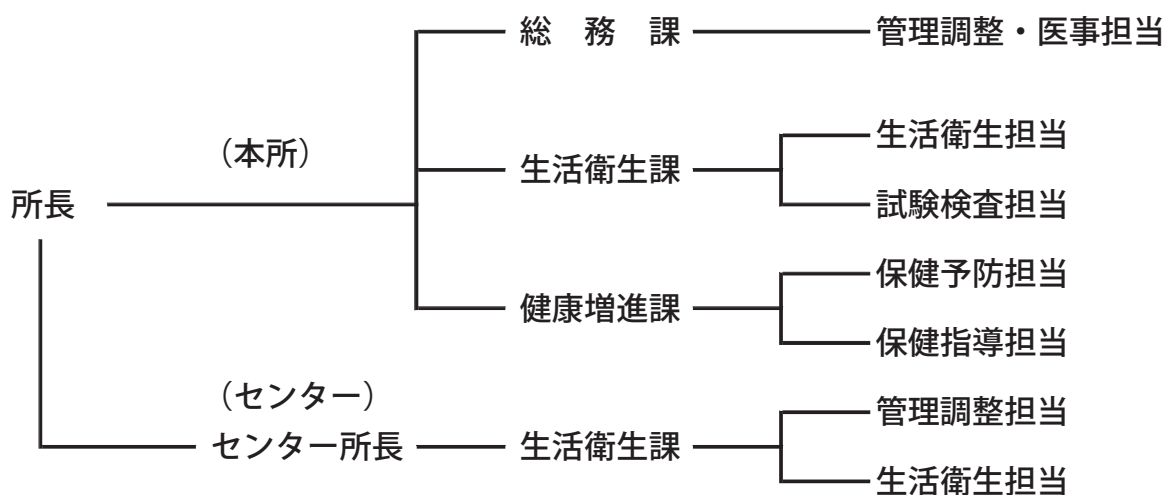 総　務　課　管理調整・医事担当
生活衛生担当
（本所）
生活衛生課
所長
試験検査担当
保健予防担当
健康増進課
保健指導担当
（センター）
管理調整担当
センター所長　生活衛生課
生活衛生担当